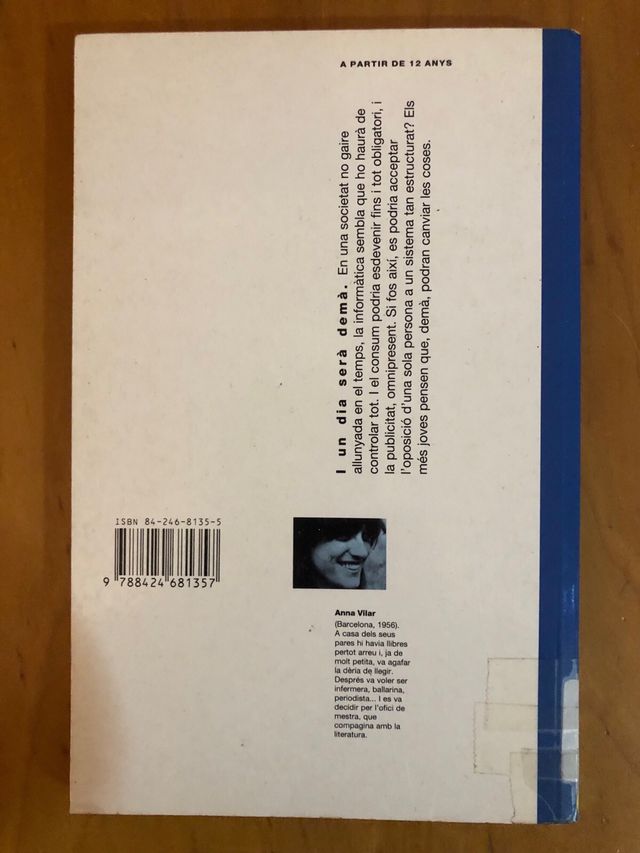 A PARTIR DE 12 ANYS
I un dia serà demà. En una societat no gaire
allunyada en el temps, la informàtica sembla que ho haurà de
controlar tot. I el consum podria esdevenir fins i tot obligatori, i
la publicitat, omnipresent. Si fos així, es podria acceptar
l'oposició d'una sola persona a un sistema tan estructurat? Els
més joves pensen que, demà, podran canviar les coses.
ISBN 84-246-8135-5
9 788424 681357
Anna Vilar
(Barcelona, 1956).
A casa dels seus
pares hi havia llibres
pertot arreu i, ja de
molt petita, va agafar
la dèria de llegir.
Després va voler ser
infermera, ballarina,
periodista... I es va
decidir per l'ofici de
mestra, que
compagina amb la
literatura.